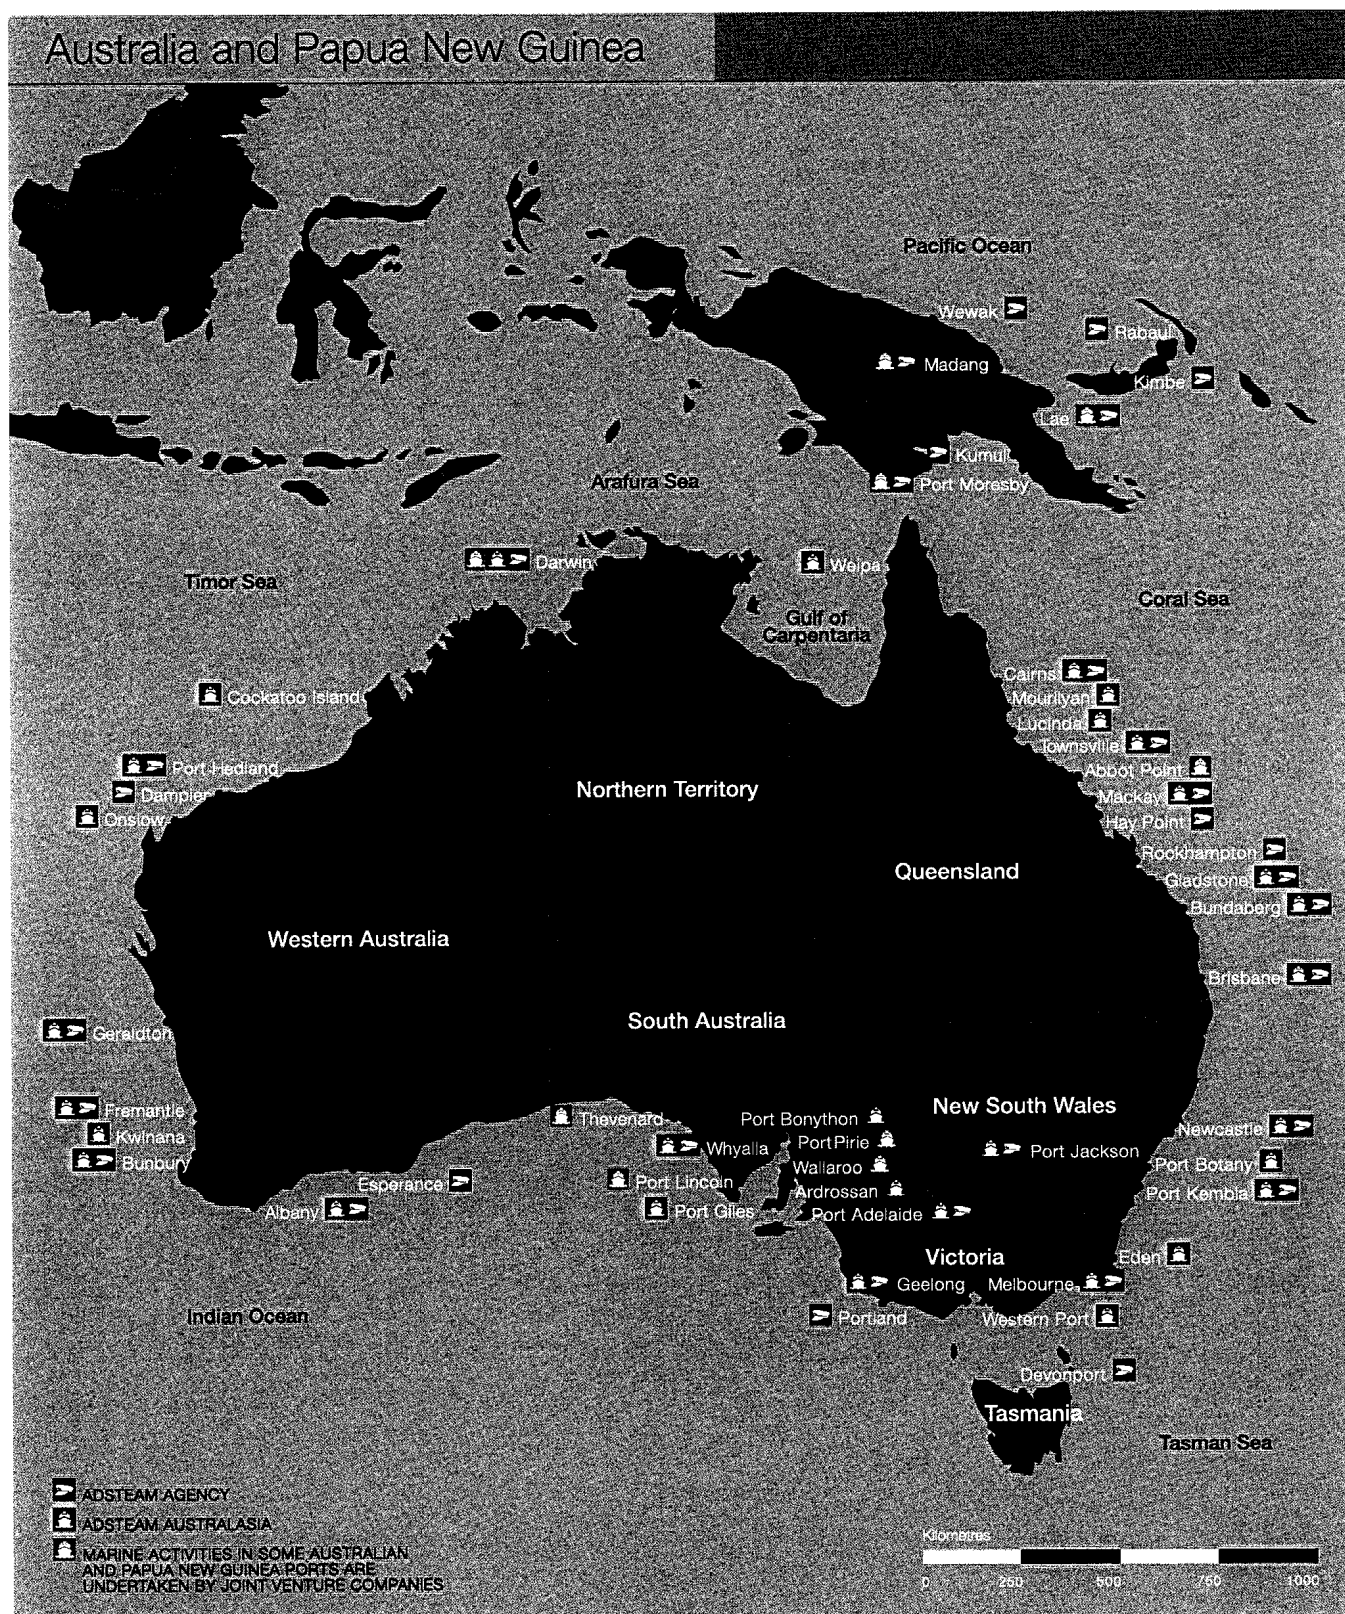 Australia and Papua New Guinea
Pacific Ocean
Wewak
Rabaul
Madang
Kimbe
Lae
Kumul
Arafura Sea
Port Moresby
Darwin
Weipa
Timor Sea
Coral Sea
Gulf of
Carpentaria
Cairns
Cockatoo Island
Mourilyan
Lucinda
Townsville
Port Hedland
Abbot Point
Dampier
Northern Territory
Mackay
Onslow
Hay Point
Rockhampton
Queensland
Gladstone
Bundaberg
Western Australia
Brisbane
South Australia
Geraldton
New South Wales
Fremantle
Thevenard
Port Bonython
Newcastle
Kwinana
Port Pirie
Whyalla
Port Jackson
Bunbury
Wallaroo
Port Botany
Esperance
Port Lincoln
Ardrossan
Port Kembla
Albany
Port Giles
Port Adelaide
Victoria
Eden
Geelong
Melbourne
Indian Ocean
Portland
Western Port
Devonport
Tasmania
Tasman Sea
ADSTEAM AGENCY
ADSTEAM AUSTRALASIA
MARINE ACTIVITIES IN SOME AUSTRALIAN
AND PAPUA NEW GUINEA PORTS ARE
UNDERTAKEN BY JOINT VENTURE COMPANIES
Kilometres
0 250 500 750 1000